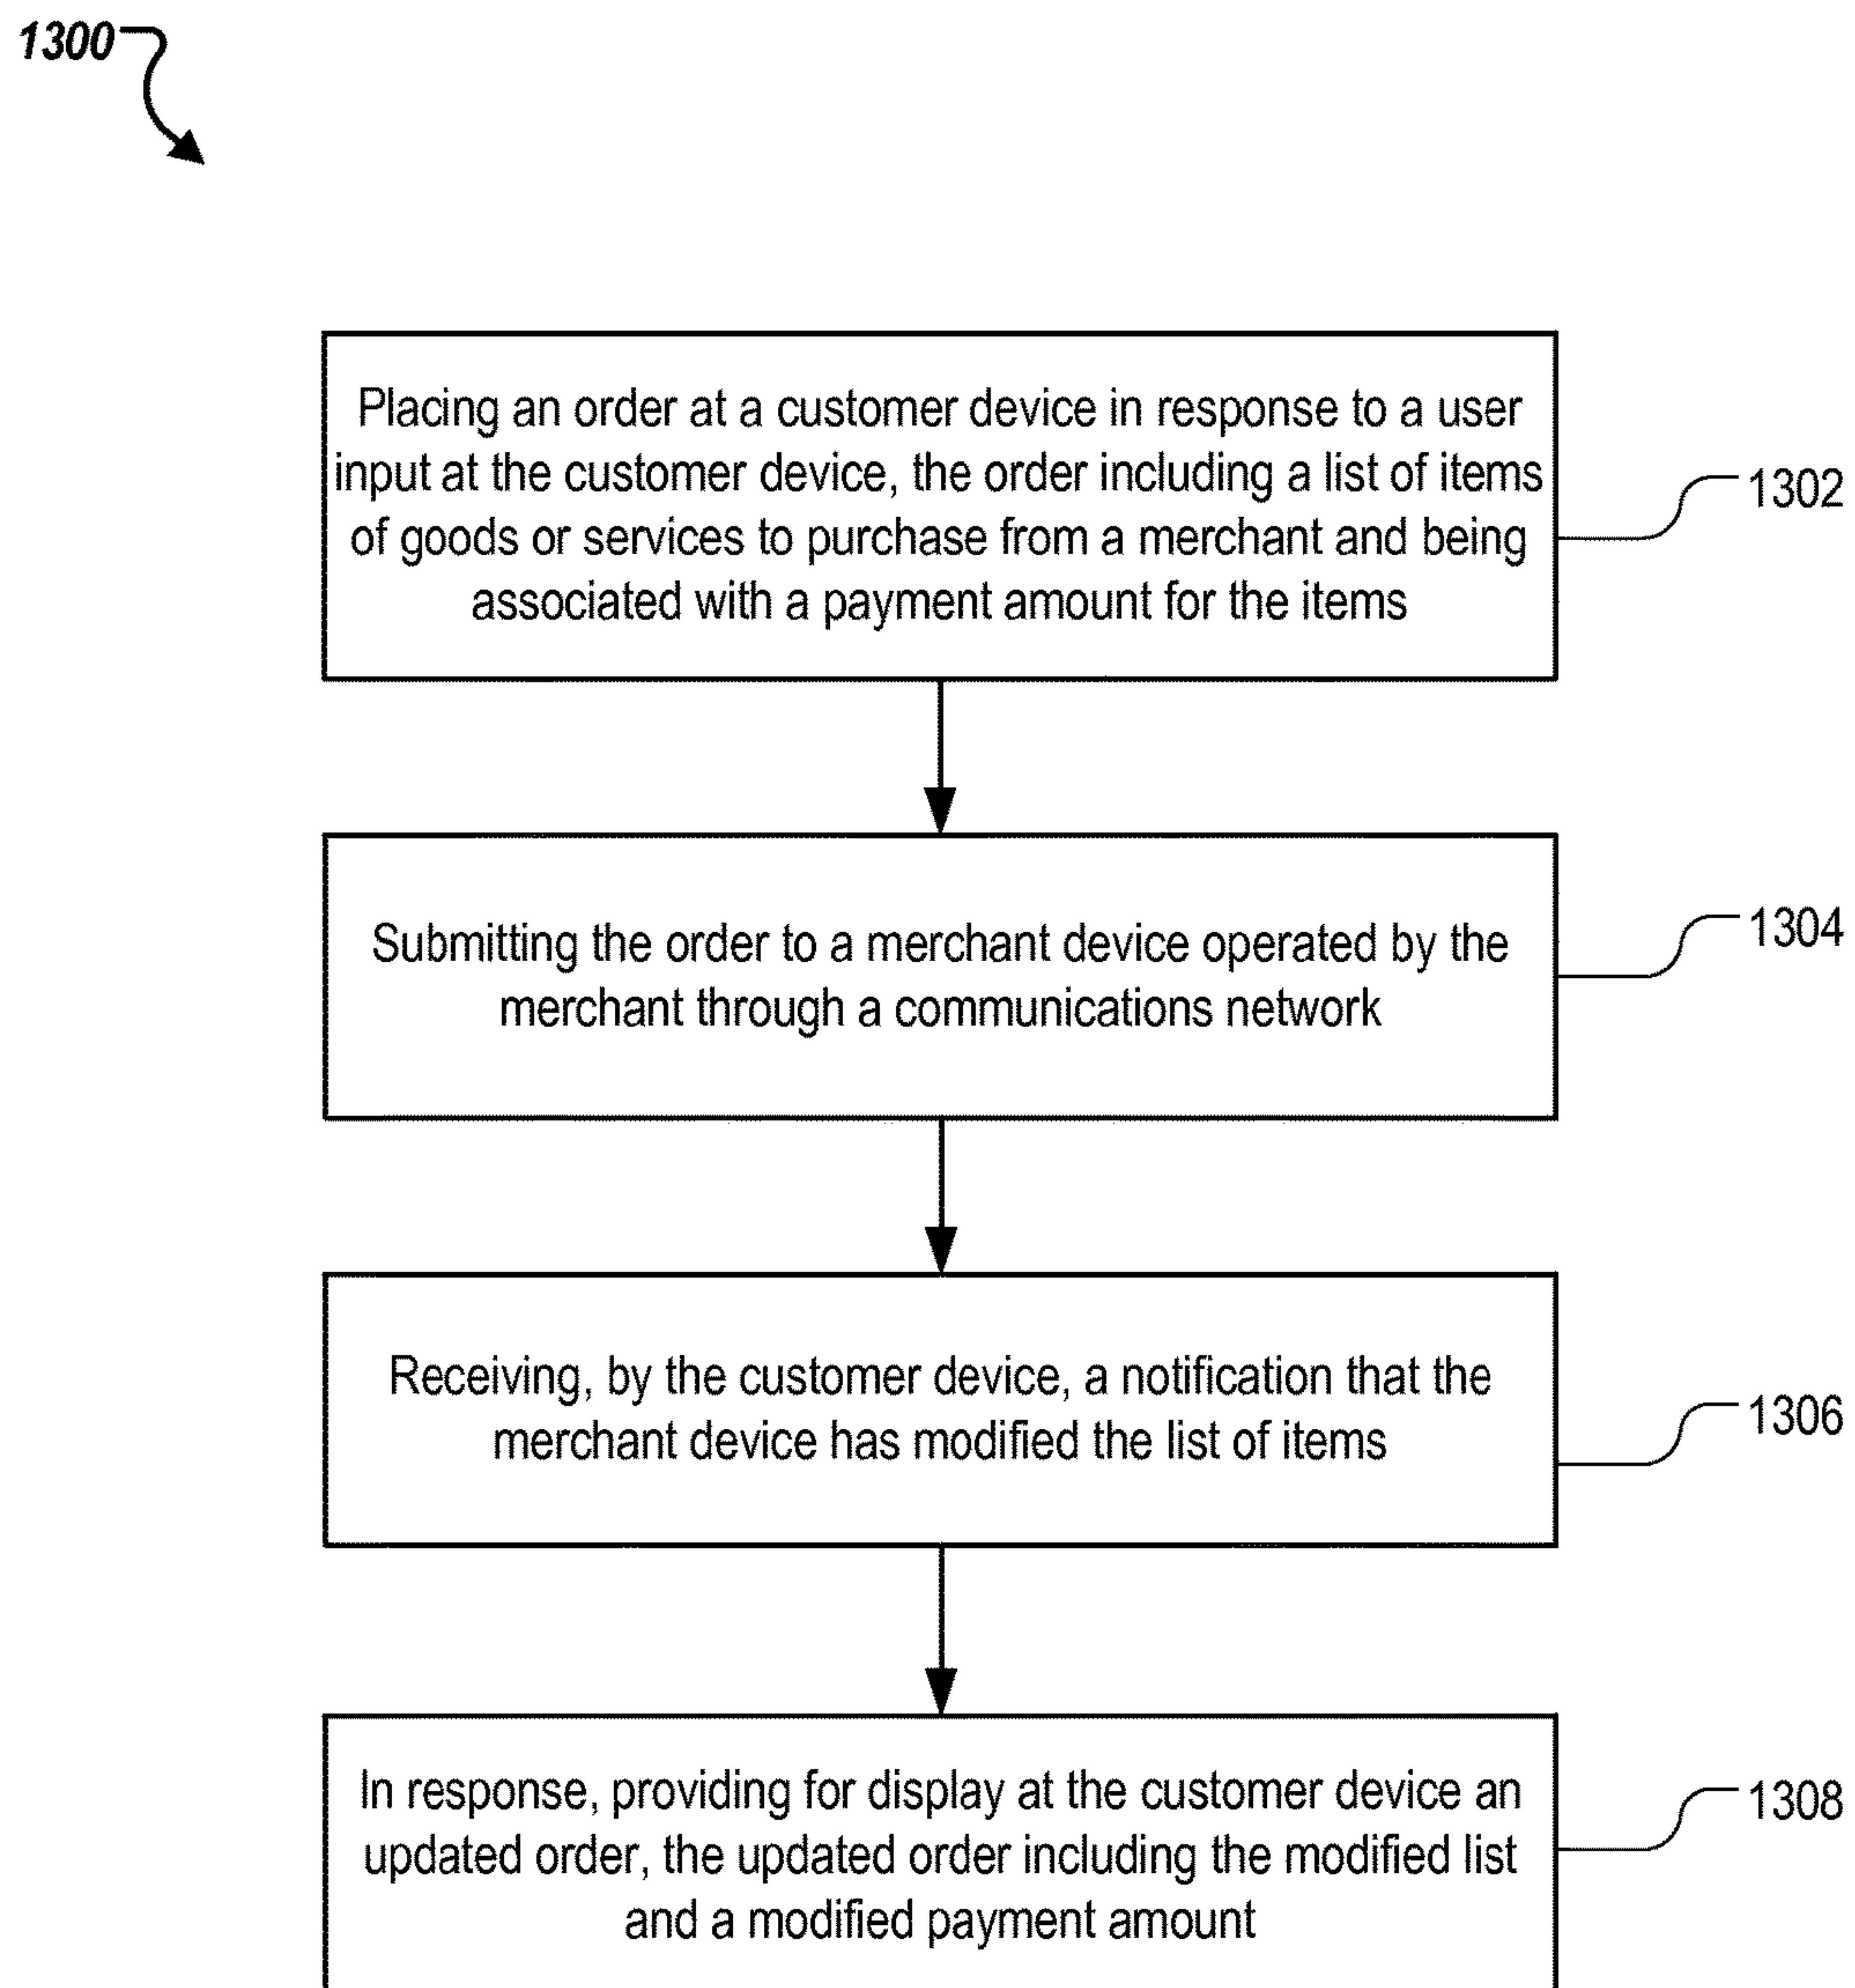 1300
Placing an order at a customer device in response to a user
input at the customer device, the order including a list of items
of goods or services to purchase from a merchant and being
associated with a payment amount for the items
1302
Submitting the order to a merchant device operated by the
merchant through a communications network
1304
Receiving, by the customer device, a notification that the
merchant device has modified the list of items
1306
In response, providing for display at the customer device an
updated order, the updated order including the modified list
and a modified payment amount
1308